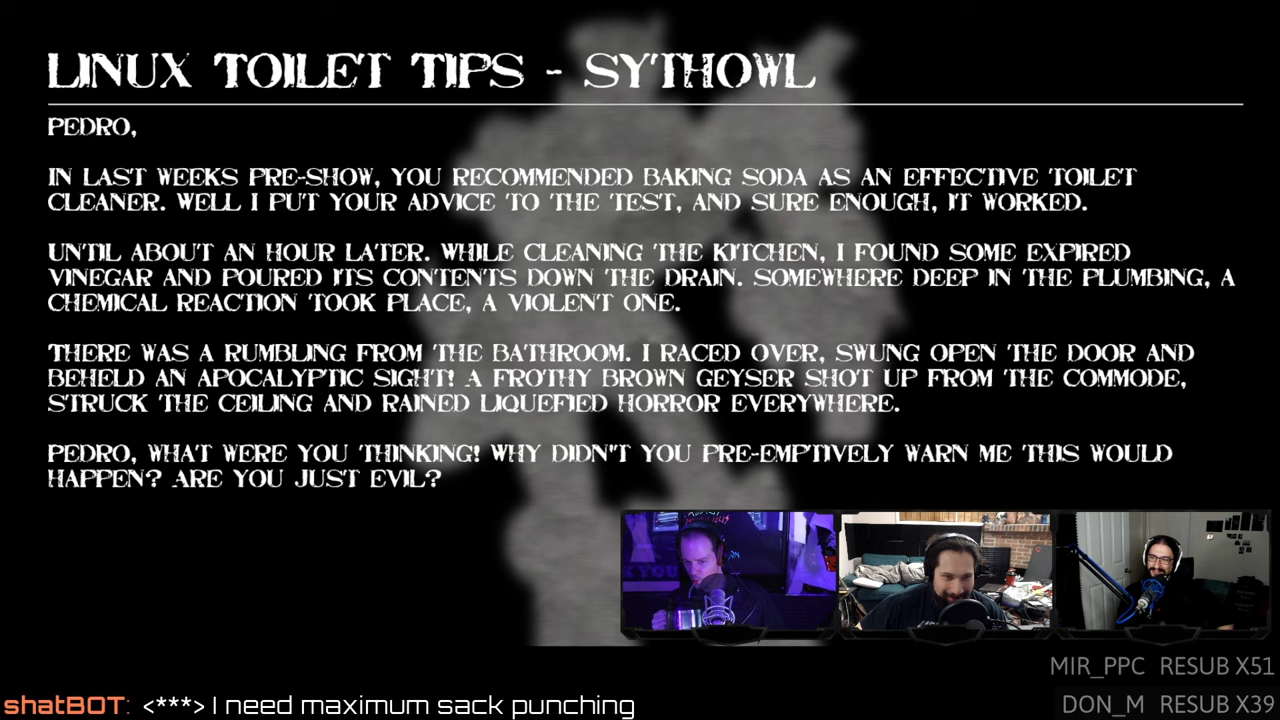 LINUX TOILET TIPS - SYTHOWL
PEDRO,
IN LAST WEEKS PRE-SHOW, YOU RECOMMENDED BAKING SODA AS AN EFFECTIVE TOILET
CLEANER. WELL I PUT YOUR ADVICE TO THE TEST, AND SURE ENOUGH, IT WORKED.
UNTIL ABOUT AN HOUR LATER. WHILE CLEANING THE KITCHEN, I FOUND SOME EXPIRED
VINEGAR AND POURED ITS CONTENTS DOWN THE DRAIN. SOMEWHERE DEEP IN THE PLUMBING, A
CHEMICAL REACTION TOOK PLACE, A VIOLENT ONE.
THERE WAS A RUMBLING FROM THE BATHROOM. I RACED OVER, SWUNG OPEN THE DOOR AND
BEHELD AN APOCALYPTIC SIGHT! A FROTHY BROWN GEYSER SHOT UP FROM THE COMMODE,
STRUCK THE CEILING AND RAINED LIQUEFIED HORROR EVERYWHERE.
PEDRO, WHAT WERE YOU THINKING! WHY DIDN"T YOU PRE-EMPTIVELY WARN ME THIS WOULD
HAPPEN? ARE YOU JUST EVIL?
MIR_PPC RESUB X51
DON_M RESUB X39
shatBOT: <***> I need maximum sack punching